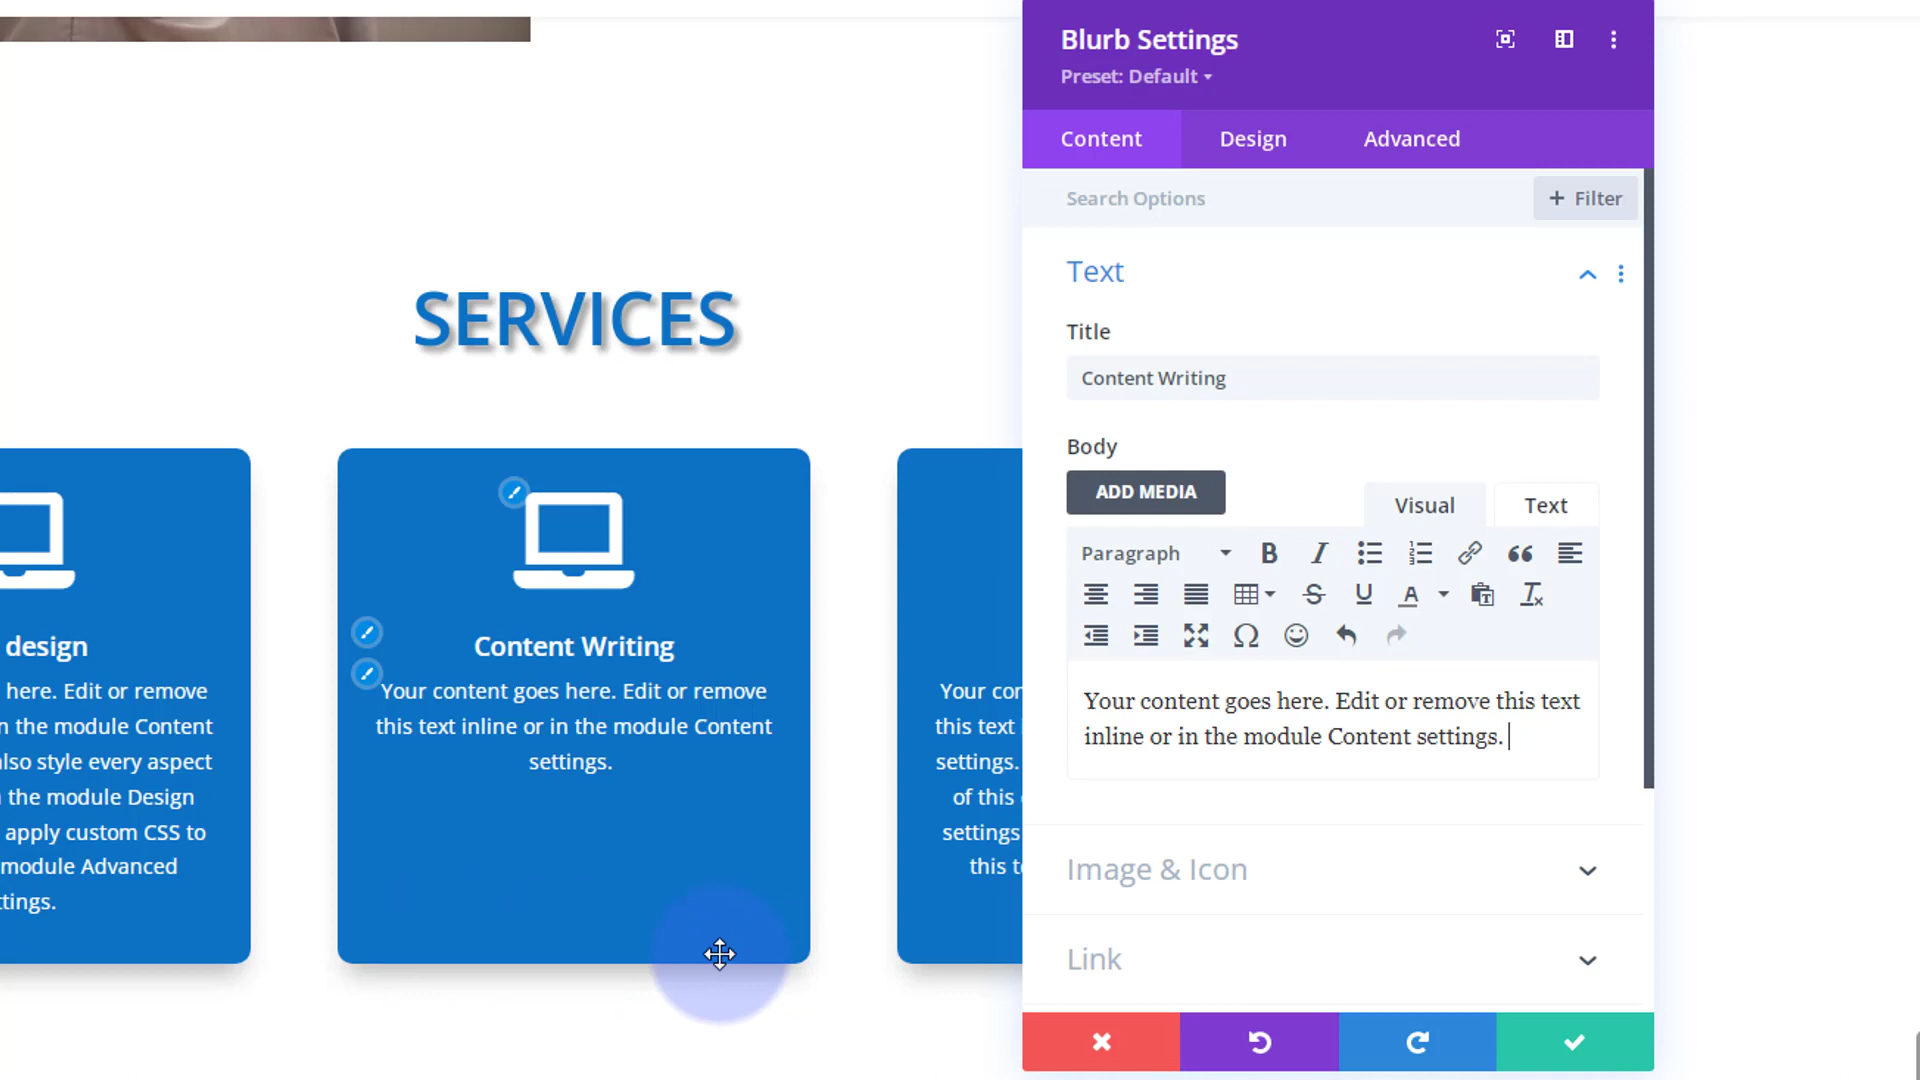 Blurb Settings
Preset: Default
Content
Design
Advanced
Search Options
+ Filter
Text
Title
Content Writing
Body
ADD MEDIA
Visual
Text
Paragraph
Your content goes here. Edit or remove this text
inline or in the module Content settings.
Image & Icon
Link
SERVICES
design
here. Edit or remove
the module Content
also style every aspect
the module Design
apply custom CSS to
module Advanced
Content Writing
Your content goes here. Edit or remove
this text inline or in the module Content
settings.
Your
this text
settings.
of this
settings
this